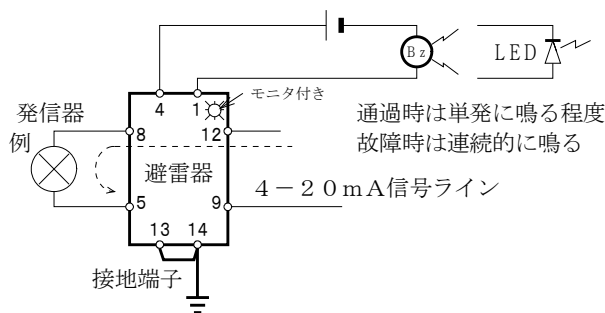 Bz
LED
4
1
モニタ付き
発信器
例
8
12
通過時は単発に鳴る程度
故障時は連続的に鳴る
避雷器
5
9
4－20mA信号ライン
13
14
接地端子